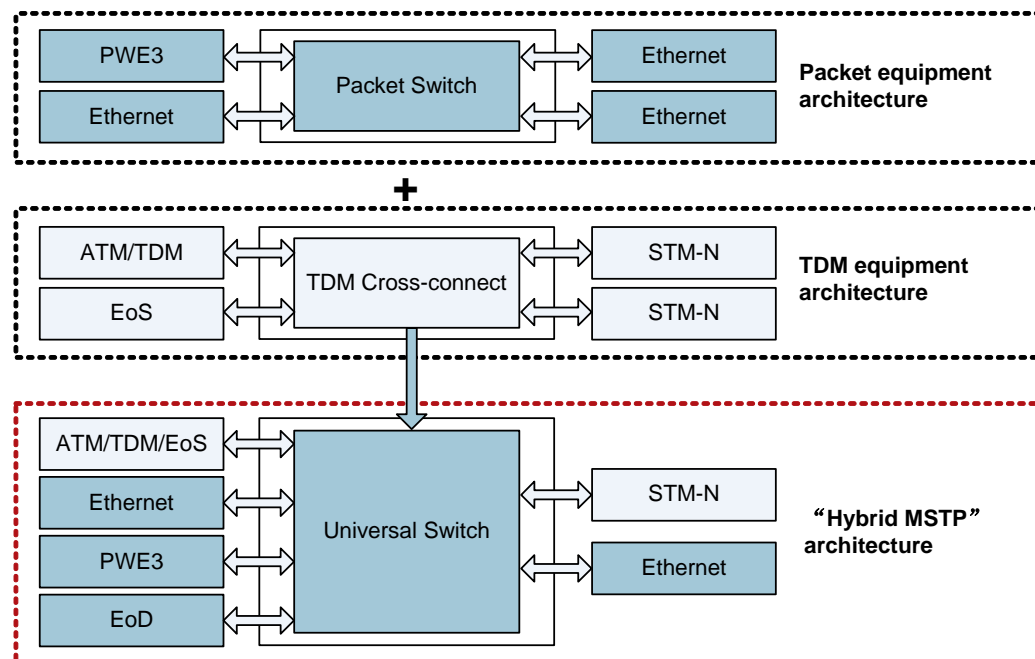 PWE3
Ethernet
Packet Switch
Ethernet
Ethernet
Packet equipment
architecture
+
ATM/TDM
EoS
TDM Cross-connect
STM-N
STM-N
TDM equipment
architecture
ATM/TDM/EoS
Ethernet
PWE3
EoD
Universal Switch
STM-N
Ethernet
“Hybrid MSTP”
architecture